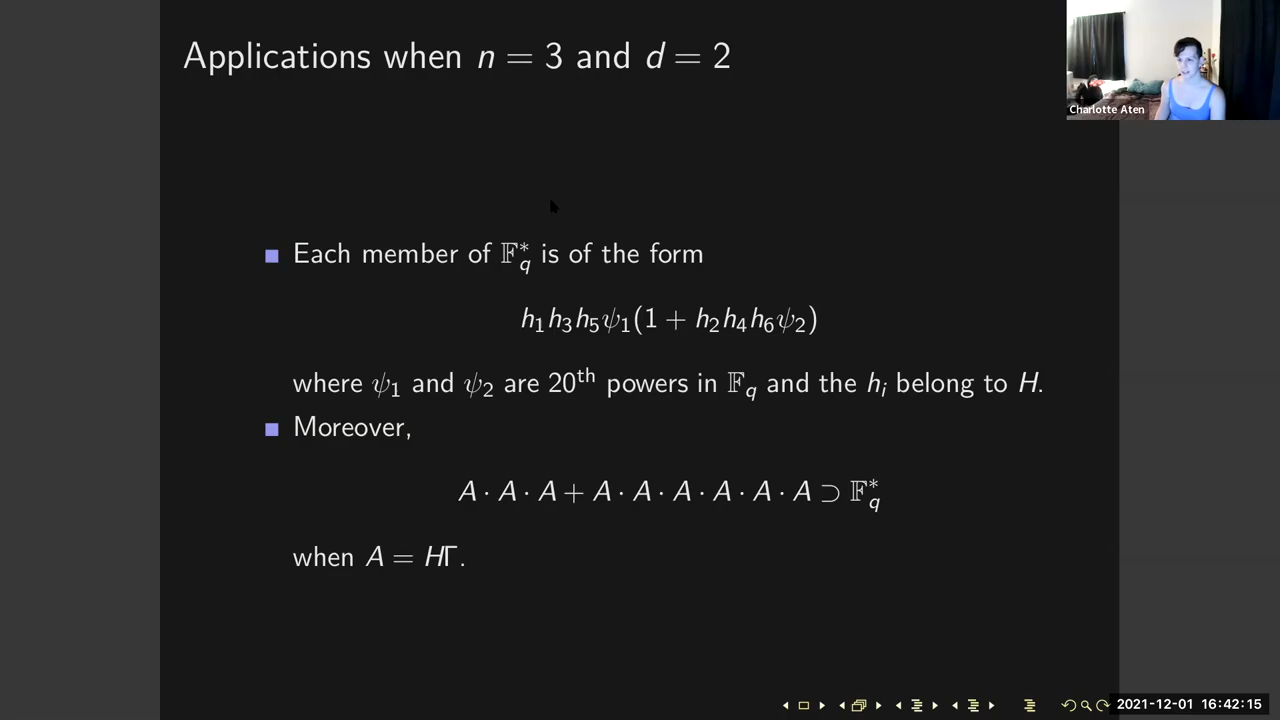 Applications when n = 3 and d = 2
Charlotte Aten
■ Each member of 𝔽*_q is of the form
h₁h₃h₅ψ₁(1 + h₂h₄h₆ψ₂)
where ψ₁ and ψ₂ are 20ᵗʰ powers in 𝔽_q and the h_i belong to H.
■ Moreover,
A · A · A + A · A · A · A · A · A ⊃ 𝔽*_q
when A = HΓ.
2021-12-01 16:42:15